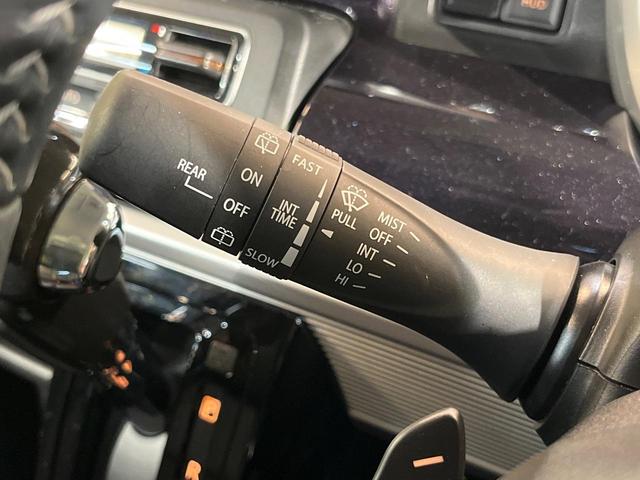 REAR
ON
OFF
FAST
INT
TIME
SLOW
PULL
MIST
OFF
INT
LO
HI